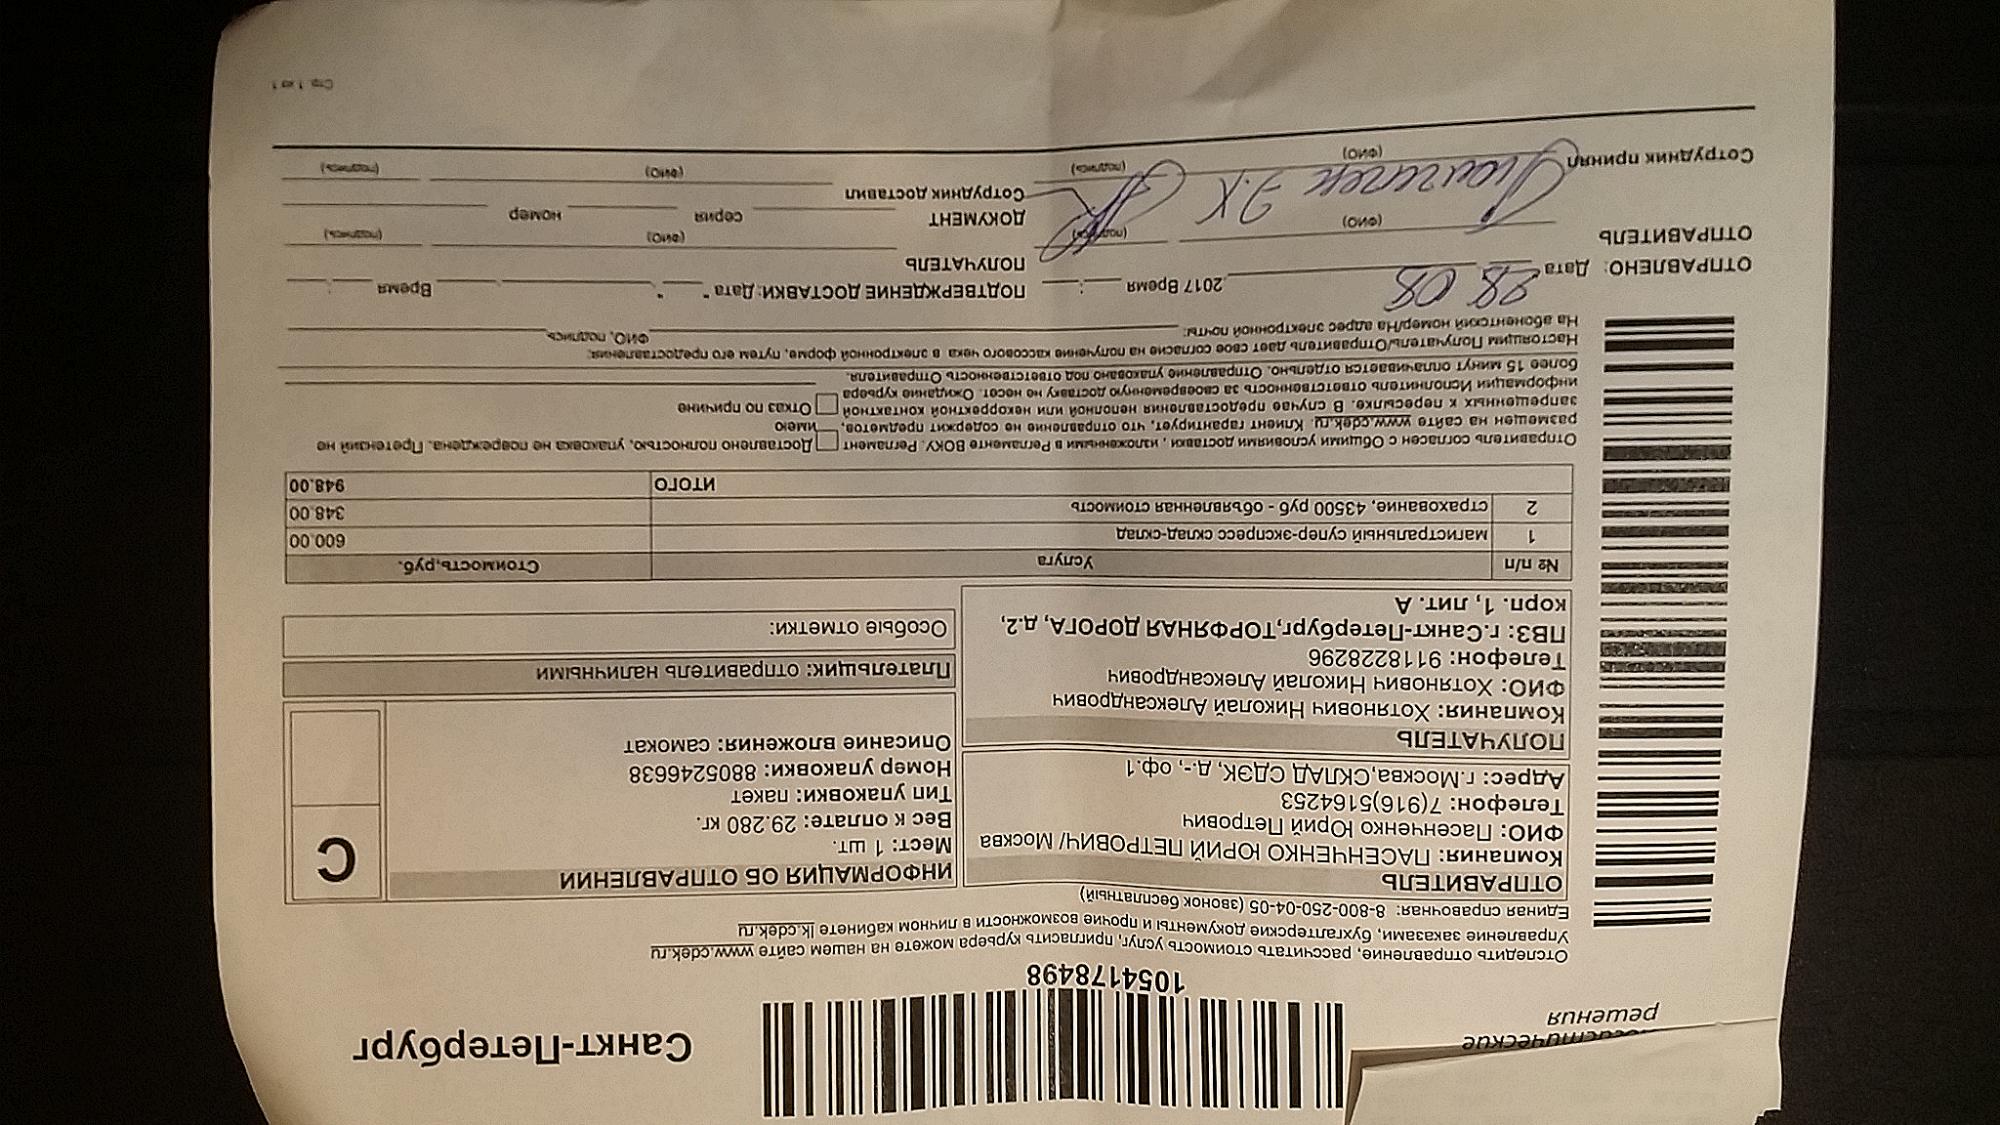 решения
Санкт-Петербург
1054178498
Отследить отправление, рассчитать стоимость услуг, пригласить курьера можете на нашем сайте www.cdek.ru
Управление заказами, бухгалтерские документы и прочие возможности в личном кабинете lk.cdek.ru
Единая справочная: 8-800-250-04-05 (звонок бесплатный)
ОТПРАВИТЕЛЬ
Компания: ПАСЕНЧЕНКО ЮРИЙ ПЕТРОВИЧ/ Москва
ФИО: Пасенченко Юрий Петрович
Телефон: 7(916)5164253
Адрес: г.Москва,СКЛАД СДЭК, д.-, оф.1
ПОЛУЧАТЕЛЬ
Компания: Хотянович Николай Александрович
ФИО: Хотянович Николай Александрович
Телефон: 9118228296
ПВЗ: г.Санкт-Петербург,ТОРФЯНАЯ ДОРОГА, д.2,
корп. 1, лит. А
ИНФОРМАЦИЯ ОБ ОТПРАВЛЕНИИ
Мест: 1 шт.
Вес к оплате: 29.280 кг.
Тип упаковки: пакет
Номер упаковки: 8805246638
Описание вложения: самокат
С
Плательщик: отправитель наличными
Особые отметки:
№ п/п Услуга Стоимость,руб.
1 магистральный супер-экспресс склад-склад 600.00
2 страхование, 43500 руб - объявленная стоимость 348.00
ИТОГО 948.00
Отправитель согласен с Общими условиями доставки , изложенными в Регламенте ВОКУ. Регламент
размещен на сайте www.cdek.ru. Клиент гарантирует, что отправление не содержит предметов,
запрещенных к пересылке. В случае предоставления неполной или некорректной контактной
информации Исполнитель ответственность за своевременную доставку не несет. Ожидание курьера
более 15 минут оплачивается отдельно. Отправление упаковано под ответственность Отправителя.
Доставлено полностью, упаковка не повреждена. Претензий не
имею
Отказ по причине
Настоящим Получатель/Отправитель дает свое согласие на получение кассового чека в электронной форме, путем его предоставления:
На абонентский номер/На адрес электронной почты: ФИО, подпись
ОТПРАВЛЕНО: Дата 28 08 2017 Время :
ОТПРАВИТЕЛЬ
(ФИО) (подпись)
Сотрудник принял
(ФИО) (подпись)
ПОДТВЕРЖДЕНИЕ ДОСТАВКИ: Дата " " Время :
ПОЛУЧАТЕЛЬ
(ФИО) (подпись)
ДОКУМЕНТ серия номер
Сотрудник доставил
(ФИО) (подпись)
Стр. 1 из 1